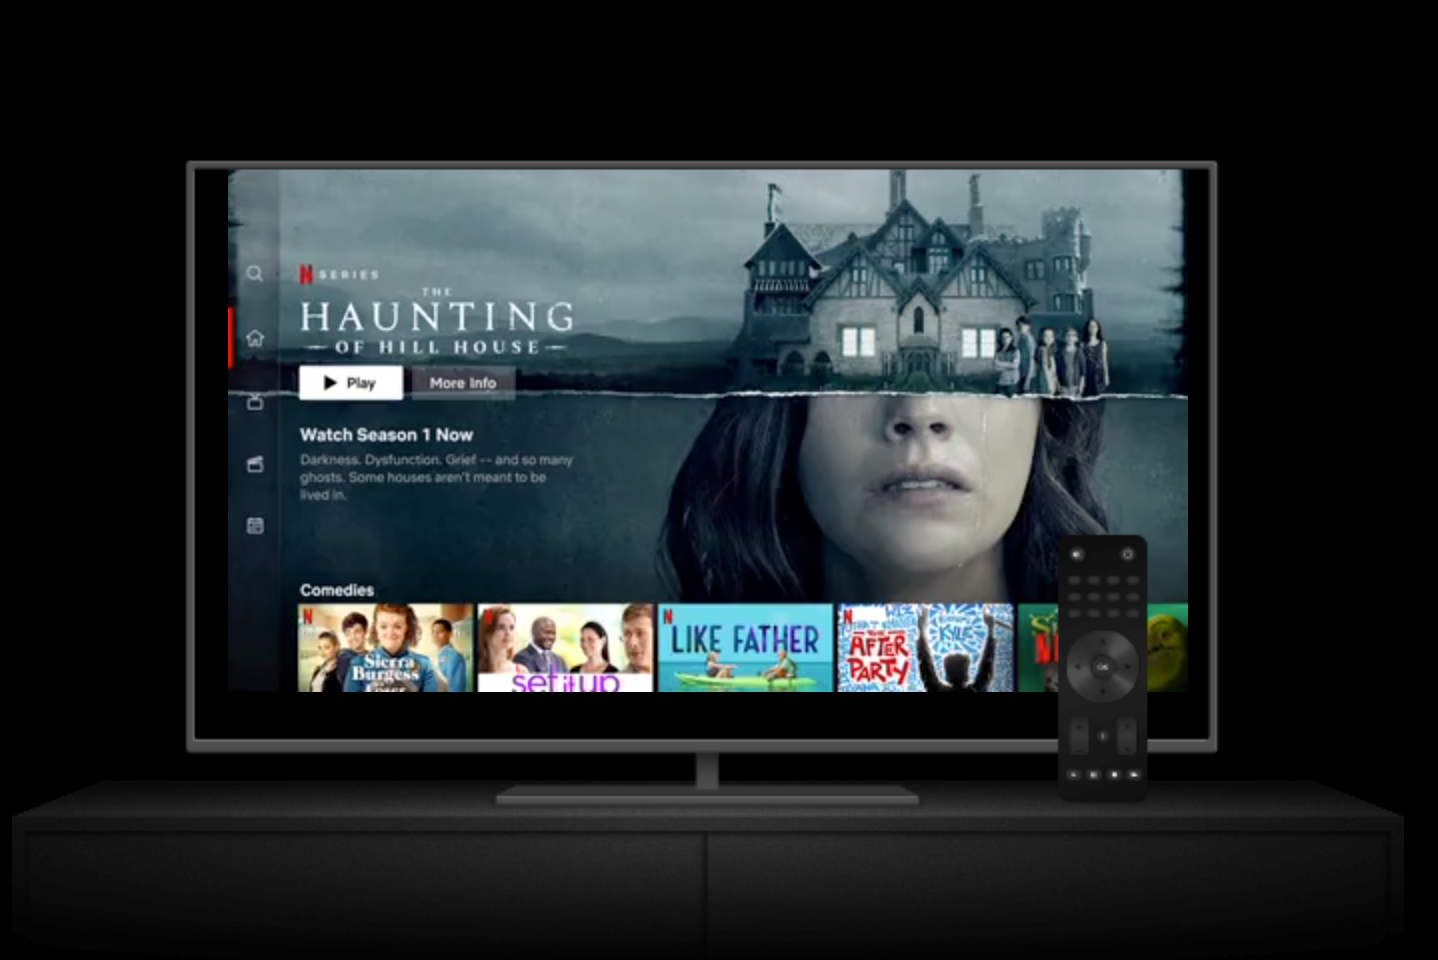 N SERIES
THE
HAUNTING
OF HILL HOUSE
Play
More Info
Watch Season 1 Now
Darkness. Dysfunction. Grief -- and so many
ghosts. Some houses aren't meant to be
lived in.
Comedies
Sierra
Burgess
set it up
LIKE FATHER
THE
AFTER
PARTY
KYLE
OK